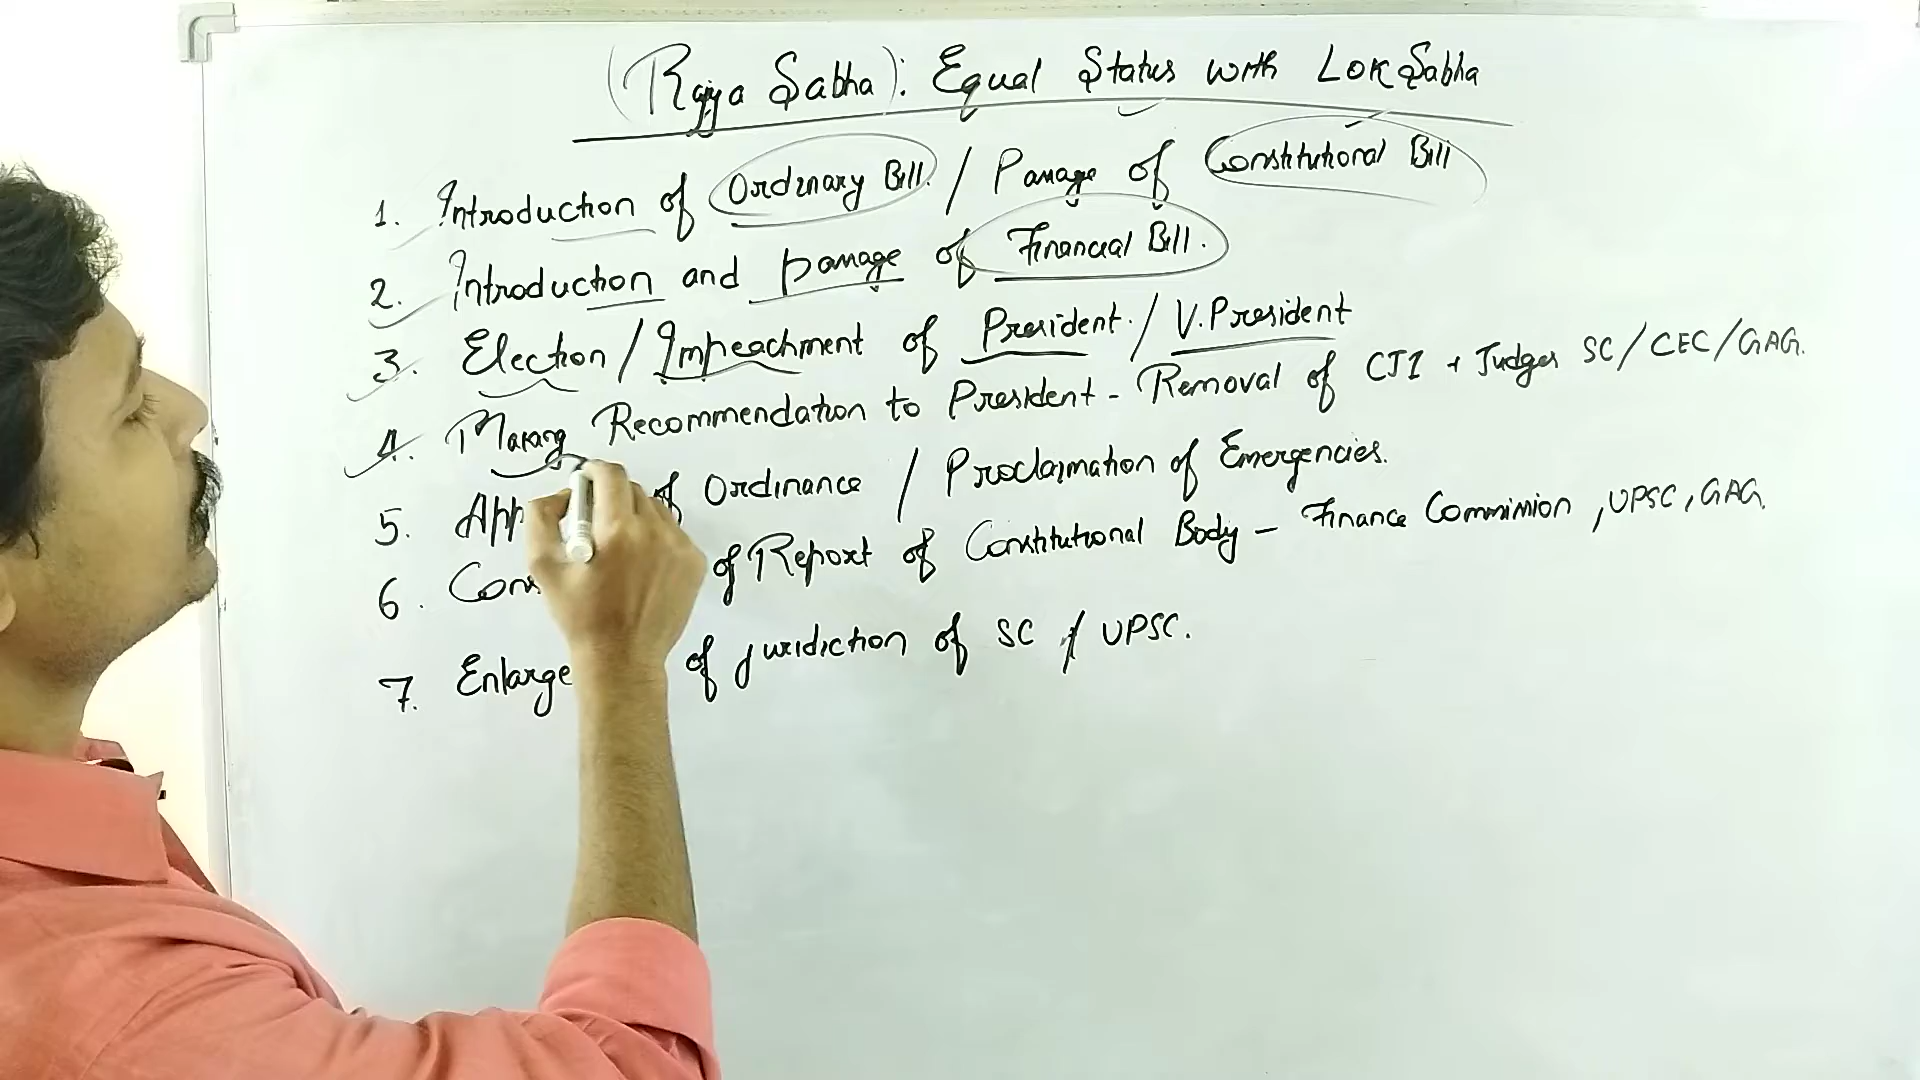 (Rajya Sabha): Equal Status with Lok Sabha
1. Introduction of Ordinary Bill. / Passage of Constitutional Bill
2. Introduction and passage of Financial Bill.
3. Election / Impeachment of President. / V. President
4. Making Recommendation to President - Removal of CJI + Judges SC/CEC/CAG.
5. App of Ordinance / Proclamation of Emergencies.
6. Cons of Report of Constitutional Body - Finance Commission, UPSC, CAG.
7. Enlarge of juridiction of SC / UPSC.